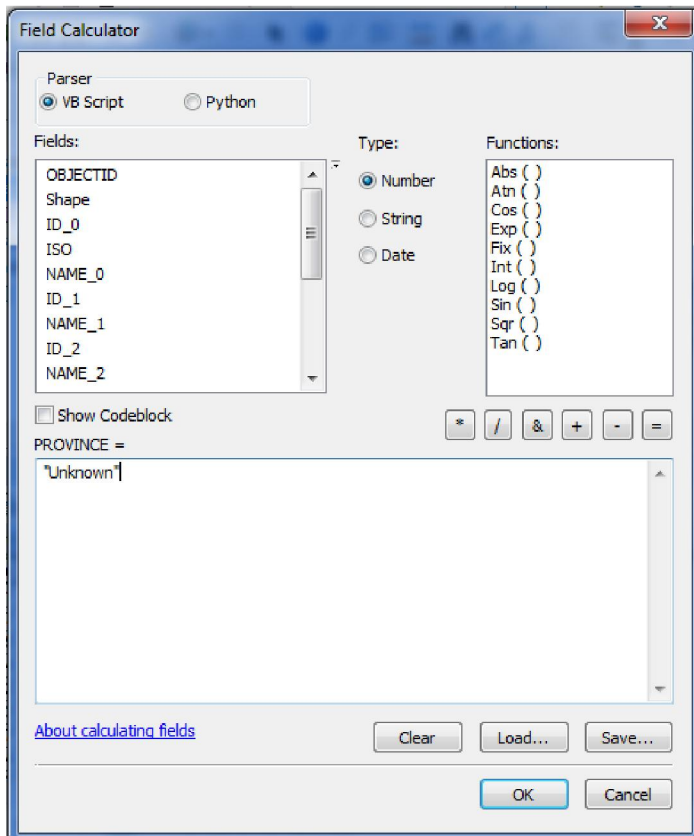 Field Calculator
x
Parser
VB Script
Python
Fields:
OBJECTID
Shape
ID_0
ISO
NAME_0
ID_1
NAME_1
ID_2
NAME_2
Type:
Number
String
Date
Functions:
Abs ( )
Atn ( )
Cos ( )
Exp ( )
Fix ( )
Int ( )
Log ( )
Sin ( )
Sqr ( )
Tan ( )
Show Codeblock
* / & + - =
PROVINCE =
"Unknown"
About calculating fields
Clear
Load...
Save...
OK
Cancel